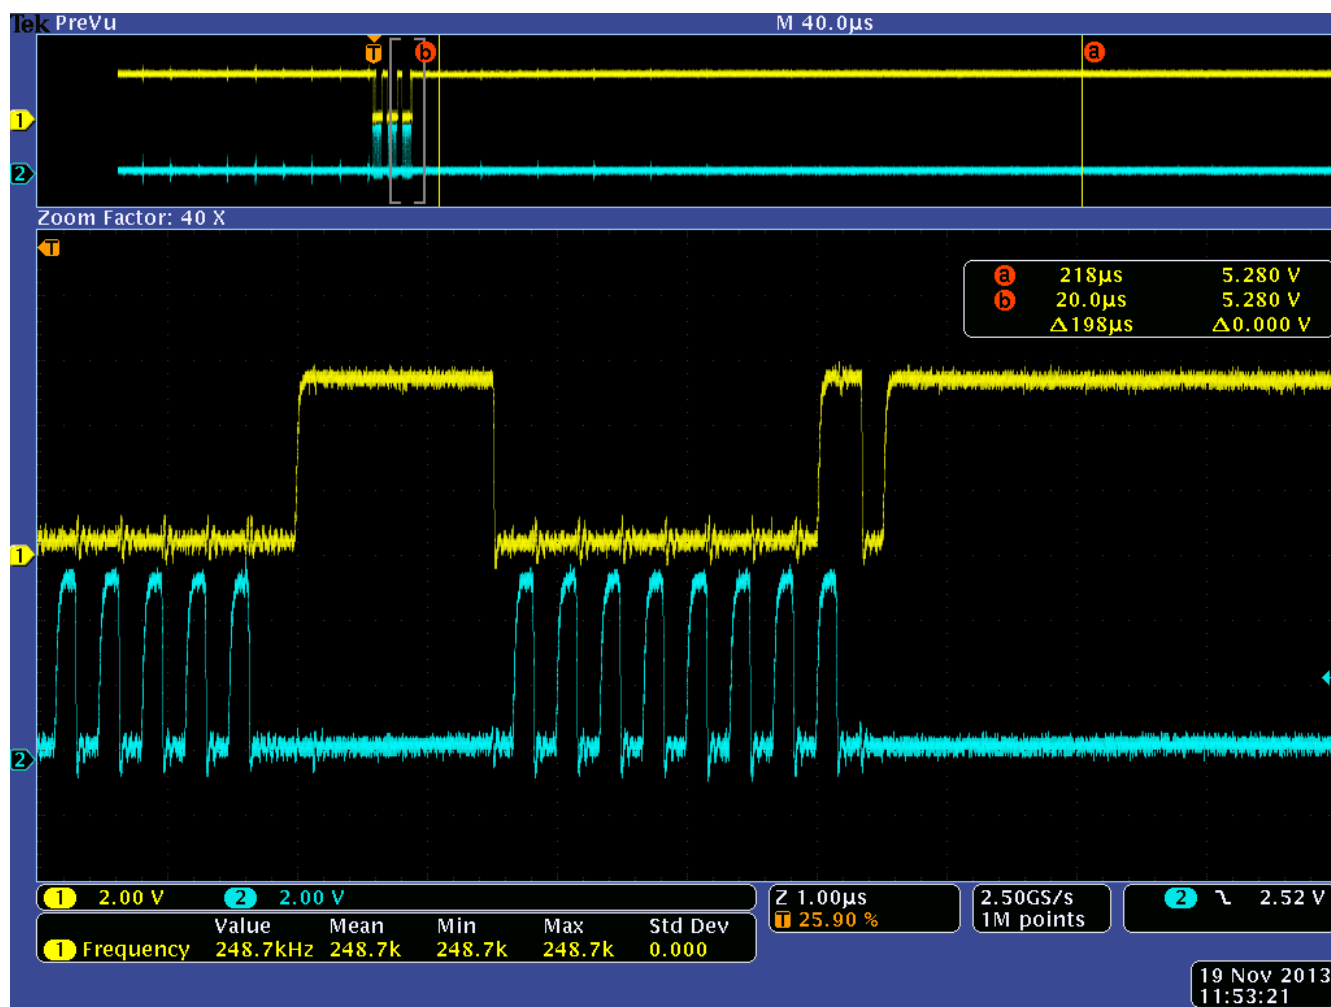 Tek PreVu M 40.0µs
T b a
1
2
Zoom Factor: 40 X
T
a 218µs 5.280 V
b 20.0µs 5.280 V
Δ198µs Δ0.000 V
1
2
1 2.00 V 2 2.00 V
Z 1.00µs
T 25.90 %
2.50GS/s
1M points
2 2.52 V
Value Mean Min Max Std Dev
1 Frequency 248.7kHz 248.7k 248.7k 248.7k 0.000
19 Nov 2013
11:53:21